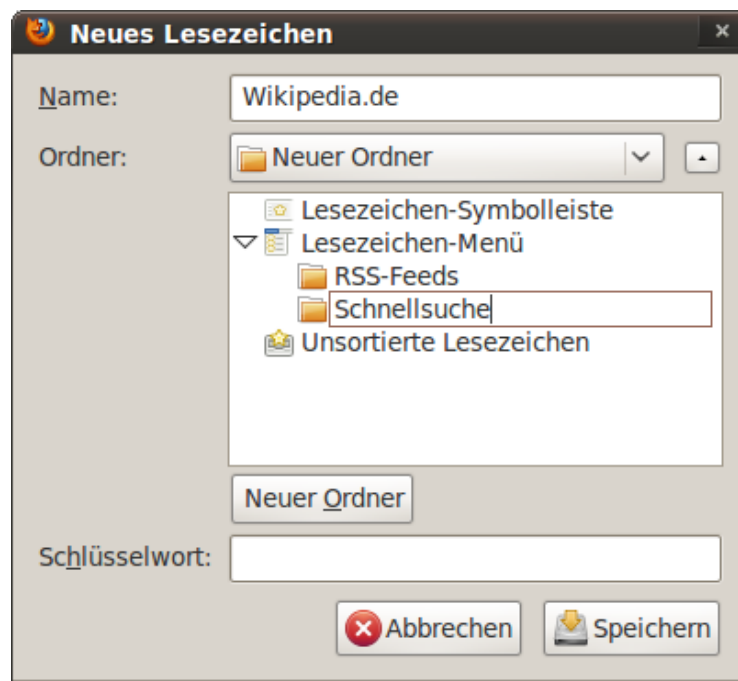 Neues Lesezeichen
Name: Wikipedia.de
Ordner: Neuer Ordner
Lesezeichen-Symbolleiste
Lesezeichen-Menü
RSS-Feeds
Schnellsuche
Unsortierte Lesezeichen
Neuer Ordner
Schlüsselwort:
Abbrechen Speichern